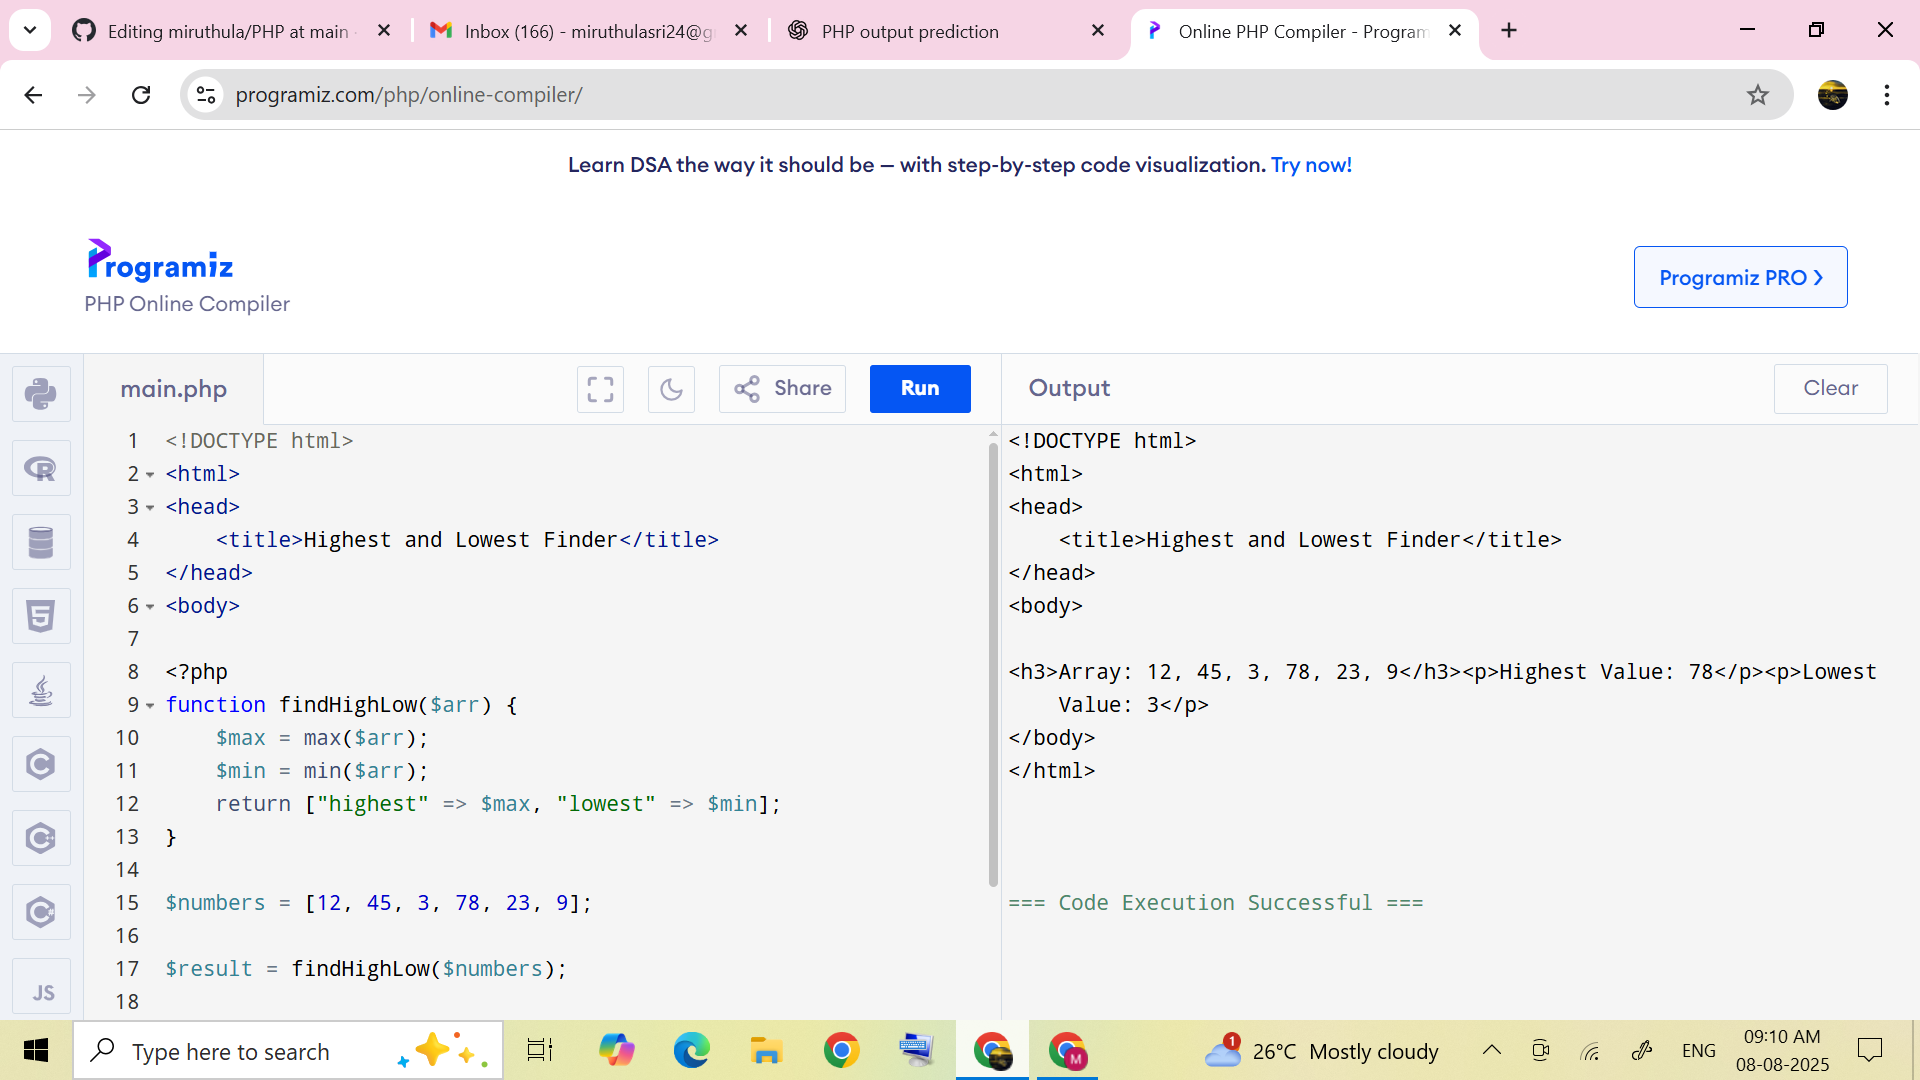 Editing miruthula/PHP at main
Inbox (166) - miruthulasri24@g
PHP output prediction
Online PHP Compiler - Program
programiz.com/php/online-compiler/
Learn DSA the way it should be — with step-by-step code visualization. Try now!
Programiz
PHP Online Compiler
Programiz PRO
main.php
Share
Run
Output
Clear
1 <!DOCTYPE html>
2 <html>
3 <head>
4     <title>Highest and Lowest Finder</title>
5 </head>
6 <body>
7
8 <?php
9 function findHighLow($arr) {
10     $max = max($arr);
11     $min = min($arr);
12     return ["highest" => $max, "lowest" => $min];
13 }
14
15 $numbers = [12, 45, 3, 78, 23, 9];
16
17 $result = findHighLow($numbers);
18
<!DOCTYPE html>
<html>
<head>
    <title>Highest and Lowest Finder</title>
</head>
<body>
<h3>Array: 12, 45, 3, 78, 23, 9</h3><p>Highest Value: 78</p><p>Lowest
    Value: 3</p>
</body>
</html>
=== Code Execution Successful ===
R
5
C
C++
C#
JS
Type here to search
M
1
26°C Mostly cloudy
ENG
09:10 AM
08-08-2025